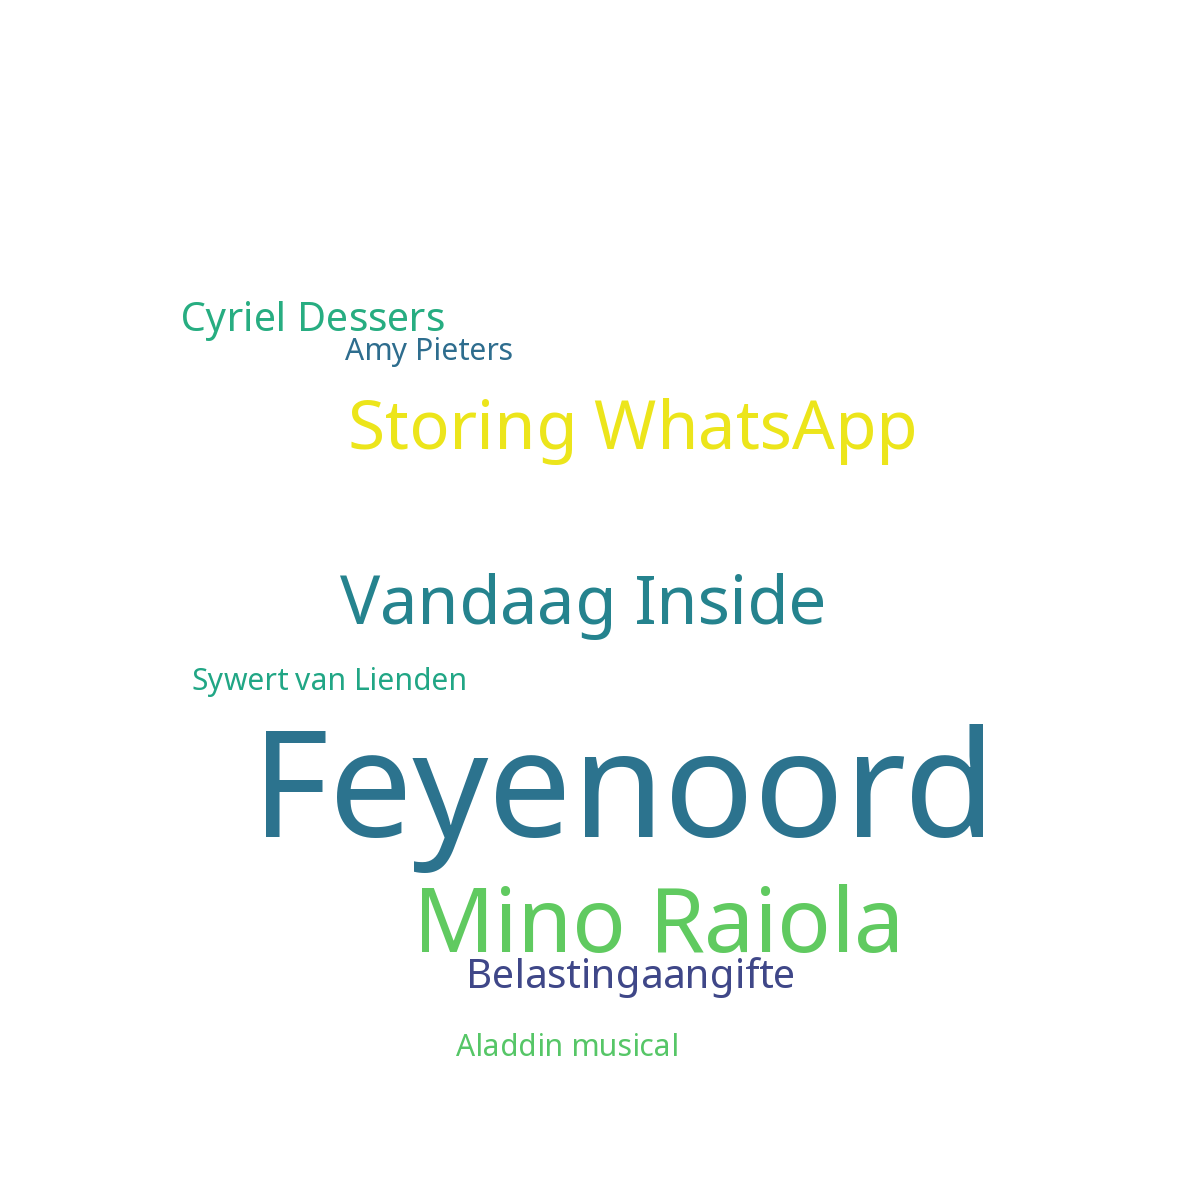 Cyriel Dessers
Amy Pieters
Storing WhatsApp
Vandaag Inside
Sywert van Lienden
Feyenoord
Mino Raiola
Belastingaangifte
Aladdin musical